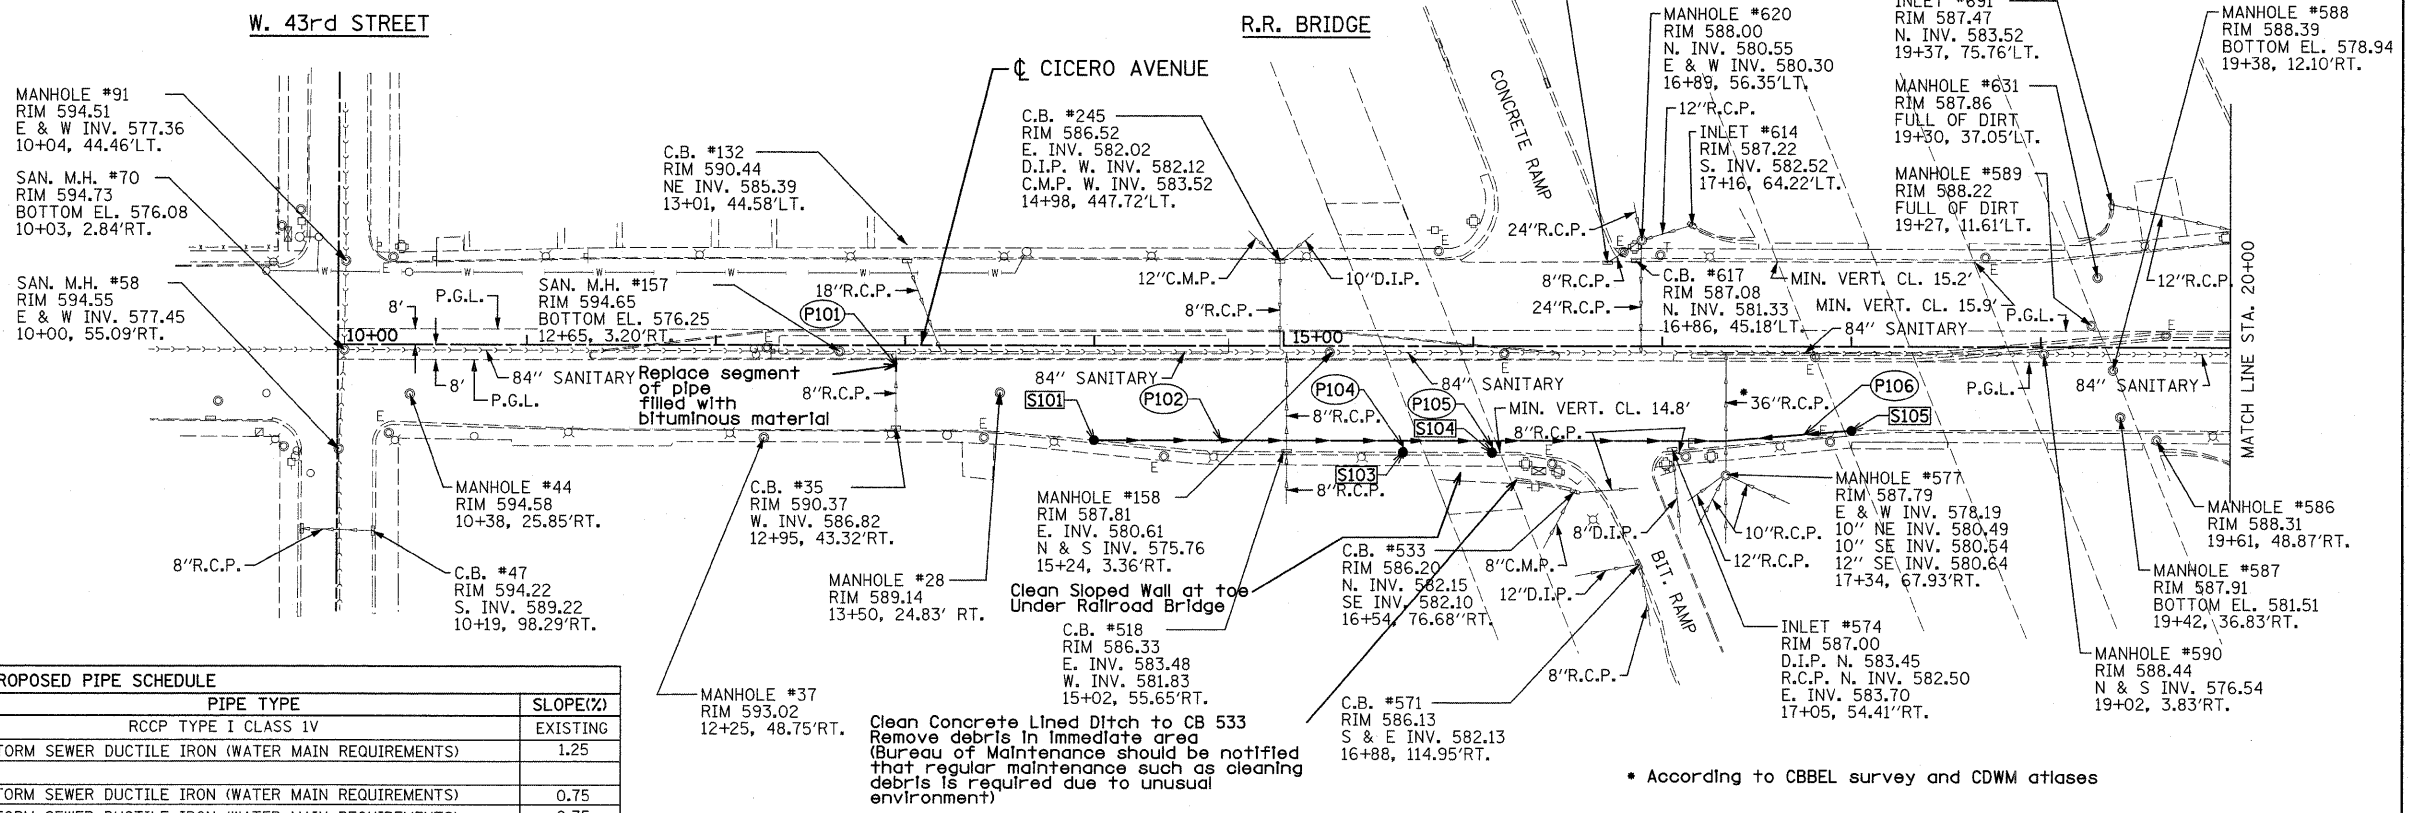 W. 43rd STREET
R.R. BRIDGE
℄ CICERO AVENUE
MANHOLE #91
RIM 594.51
E & W INV. 577.36
10+04, 44.46'LT.
SAN. M.H. #70
RIM 594.73
BOTTOM EL. 576.08
10+03, 2.84'RT.
SAN. M.H. #58
RIM 594.55
E & W INV. 577.45
10+00, 55.09'RT.
C.B. #132
RIM 590.44
NE INV. 585.39
13+01, 44.58'LT.
C.B. #245
RIM 586.52
E. INV. 582.02
D.I.P. W. INV. 582.12
C.M.P. W. INV. 583.52
14+98, 447.72'LT.
CONCRETE RAMP
MANHOLE #620
RIM 588.00
N. INV. 580.55
E & W INV. 580.30
16+89, 56.35'LT.
12"R.C.P.
INLET #614
RIM 587.22
S. INV. 582.52
17+16, 64.22'LT.
INLET #691
RIM 587.47
N. INV. 583.52
19+37, 75.76'LT.
MANHOLE #631
RIM 587.86
FULL OF DIRT
19+30, 37.05'LT.
MANHOLE #589
RIM 588.22
FULL OF DIRT
19+27, 11.61'LT.
MANHOLE #588
RIM 588.39
BOTTOM EL. 578.94
19+38, 12.10'RT.
MATCH LINE STA. 20+00
24"R.C.P.
12"C.M.P.
10"D.I.P.
8"R.C.P.
C.B. #617
RIM 587.08
N. INV. 581.33
16+86, 45.18'LT.
MIN. VERT. CL. 15.2'
MIN. VERT. CL. 15.9'
12"R.C.P.
W W W W W W
SAN. M.H. #157
RIM 594.65
BOTTOM EL. 576.25
12+65, 3.20'RT.
18"R.C.P.
P101
8"R.C.P.
24"R.C.P.
P.G.L.
8'
P.G.L.
84" SANITARY
10+00
15+00
8'
P.G.L.
84" SANITARY
Replace segment
of pipe
filled with
bituminous material
8"R.C.P.
84" SANITARY
S101
P102
8"R.C.P.
P104
84" SANITARY
P105
MIN. VERT. CL. 14.8'
S104
8"R.C.P.
*36"R.C.P.
P106
S105
P.G.L.
84" SANITARY
S103
8"R.C.P.
MANHOLE #44
RIM 594.58
10+38, 25.85'RT.
C.B. #35
RIM 590.37
W. INV. 586.82
12+95, 43.32'RT.
MANHOLE #158
RIM 587.81
E. INV. 580.61
N & S INV. 575.76
15+24, 3.36'RT.
MANHOLE #577
RIM 587.79
E & W INV. 578.19
10" NE INV. 580.49
10" SE INV. 580.54
12" SE INV. 580.64
17+34, 67.93'RT.
MANHOLE #586
RIM 588.31
19+61, 48.87'RT.
8"R.C.P.
C.B. #47
RIM 594.22
S. INV. 589.22
10+19, 98.29'RT.
MANHOLE #28
RIM 589.14
13+50, 24.83' RT.
Clean Sloped Wall at toe
Under Railroad Bridge
C.B. #533
RIM 586.20
N. INV. 582.15
SE INV. 582.10
16+54, 76.68"RT.
8"C.M.P.
8"D.I.P.
12"D.I.P.
10"R.C.P.
12"R.C.P.
BIT. RAMP
MANHOLE #587
RIM 587.91
BOTTOM EL. 581.51
19+42, 36.83'RT.
C.B. #518
RIM 586.33
E. INV. 583.48
W. INV. 581.83
15+02, 55.65'RT.
INLET #574
RIM 587.00
D.I.P. N. 583.45
R.C.P. N. INV. 582.50
E. INV. 583.70
17+05, 54.41"RT.
MANHOLE #590
RIM 588.44
N & S INV. 576.54
19+02, 3.83'RT.
8"R.C.P.
MANHOLE #37
RIM 593.02
12+25, 48.75'RT.
Clean Concrete Lined Ditch to CB 533
Remove debris in immediate area
(Bureau of Maintenance should be notified
that regular maintenance such as cleaning
debris is required due to unusual
environment)
C.B. #571
RIM 586.13
S & E INV. 582.13
16+88, 114.95'RT.
* According to CBBEL survey and CDWM atlases
ROPOSED PIPE SCHEDULE
PIPE TYPE SLOPE(%)
RCCP TYPE I CLASS 1V EXISTING
TORM SEWER DUCTILE IRON (WATER MAIN REQUIREMENTS) 1.25
TORM SEWER DUCTILE IRON (WATER MAIN REQUIREMENTS) 0.75